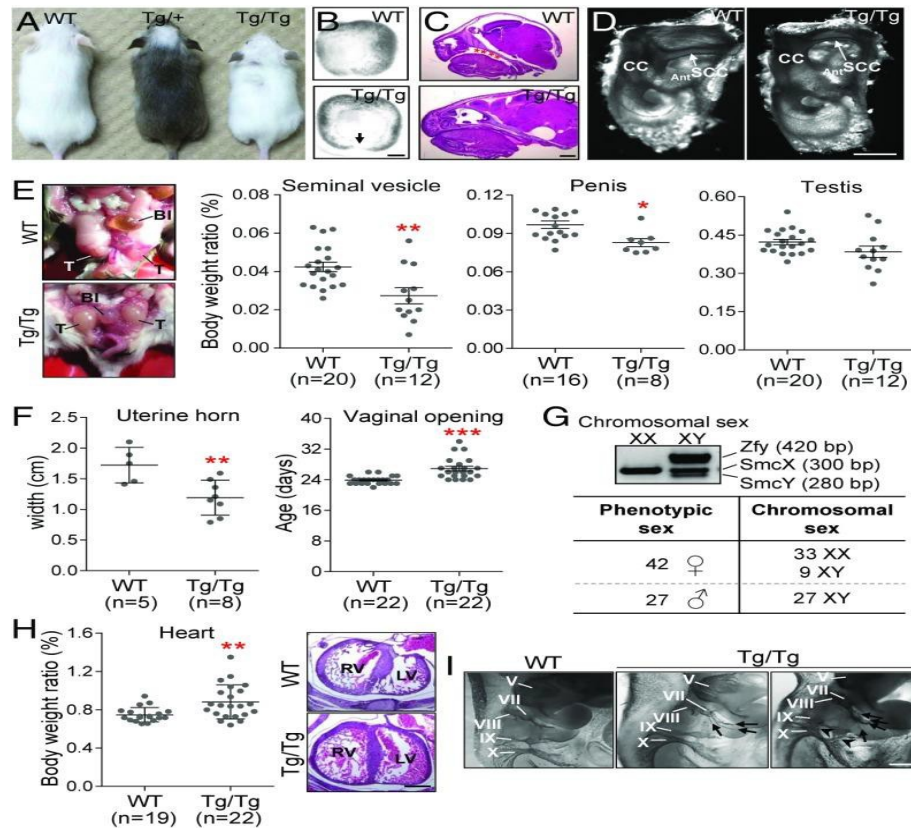 A
WT
Tg/+
Tg/Tg
B
WT
Tg/Tg
C
WT
****
Tg/Tg
D
WT
CC
Ant
SCC
Tg/Tg
CC
Ant
SCC
E
WT
BI
T
T
Tg/Tg
BI
T
T
Seminal vesicle
Body weight ratio (%)
0.08
0.06
0.04
0.02
0.00
**
WT
(n=20)
Tg/Tg
(n=12)
Penis
0.12
0.09
0.06
0.03
0.00
*
WT
(n=16)
Tg/Tg
(n=8)
Testis
0.60
0.45
0.30
0.15
0.00
WT
(n=20)
Tg/Tg
(n=12)
F
Uterine horn
width (cm)
2.5
2.0
1.5
1.0
0.5
0.0
**
WT
(n=5)
Tg/Tg
(n=8)
Vaginal opening
Age (days)
40
32
24
16
8
0
***
WT
(n=22)
Tg/Tg
(n=22)
G
Chromosomal sex
XX XY
Zfy (420 bp)
SmcX (300 bp)
SmcY (280 bp)
Phenotypic sex
Chromosomal sex
42 ♀
33 XX
9 XY
27 ♂
27 XY
H
Heart
Body weight ratio (%)
1.6
1.2
0.8
0.4
0.0
**
WT
(n=19)
Tg/Tg
(n=22)
WT
RV
LV
Tg/Tg
RV
LV
I
WT
Tg/Tg
V
VII
VIII
IX
X
V
VII
VIII
IX
X
V
VII
VIII
IX
X